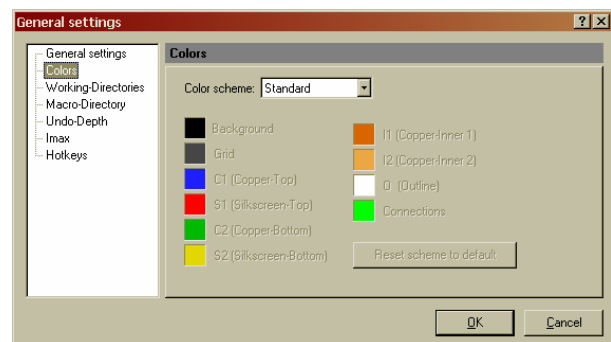 General settings
General settings
Colors
Working-Directories
Macro-Directory
Undo-Depth
Imax
Hotkeys
Colors
Color scheme: Standard
Background
Grid
C1 (Copper-Top)
S1 (Silkscreen-Top)
C2 (Copper-Bottom)
S2 (Silkscreen-Bottom)
I1 (Copper-Inner 1)
I2 (Copper-Inner 2)
O (Outline)
Connections
Reset scheme to default
OK
Cancel